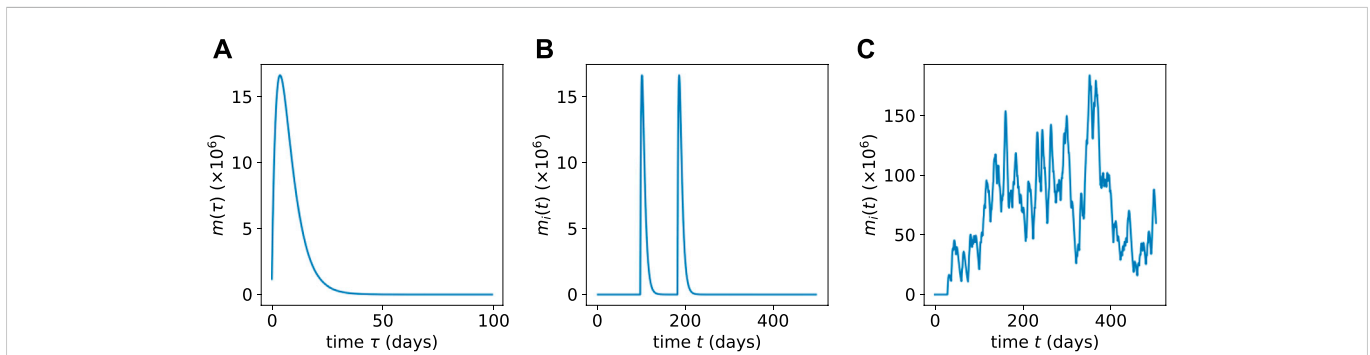 A
m(τ) (×10⁶)
15
10
5
0
0 50 100
time τ (days)
B
mᵢ(t) (×10⁶)
15
10
5
0
0 200 400
time t (days)
C
mᵢ(t) (×10⁶)
150
100
50
0
0 200 400
time t (days)